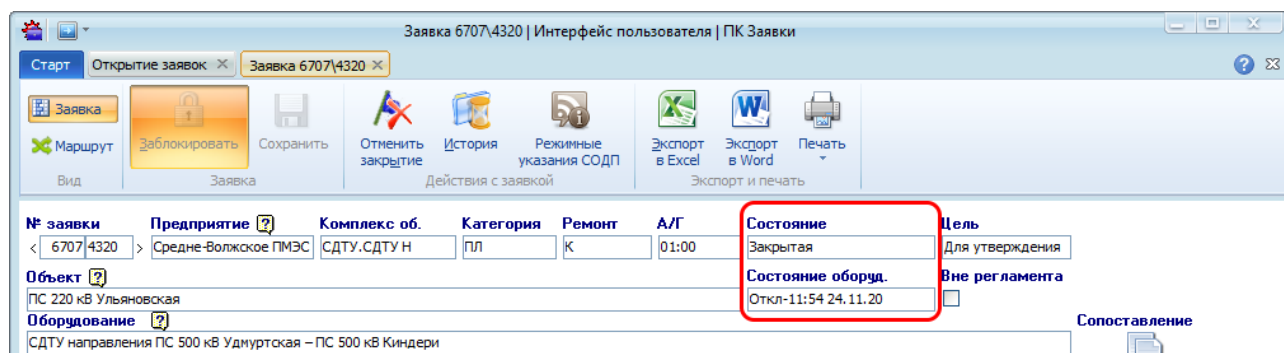 Заявка 6707\4320 | Интерфейс пользователя | ПК Заявки
Старт Открытие заявок Заявка 6707\4320
Заявка Заблокировать Сохранить Отменить закрытие История Режимные указания СОДП Экспорт в Excel Экспорт в Word Печать
Маршрут
Вид Заявка Действия с заявкой Экспорт и печать
№ заявки Предприятие ? Комплекс об. Категория Ремонт А/Г Состояние Цель
< 6707 4320 > Средне-Волжское ПМЭС СДТУ.СДТУ Н ПЛ К 01:00 Закрытая Для утверждения
Объект ? Состояние оборуд. Вне регламента
ПС 220 кВ Ульяновская Откл-11:54 24.11.20
Оборудование ? Сопоставление
СДТУ направления ПС 500 кВ Удмуртская – ПС 500 кВ Киндери